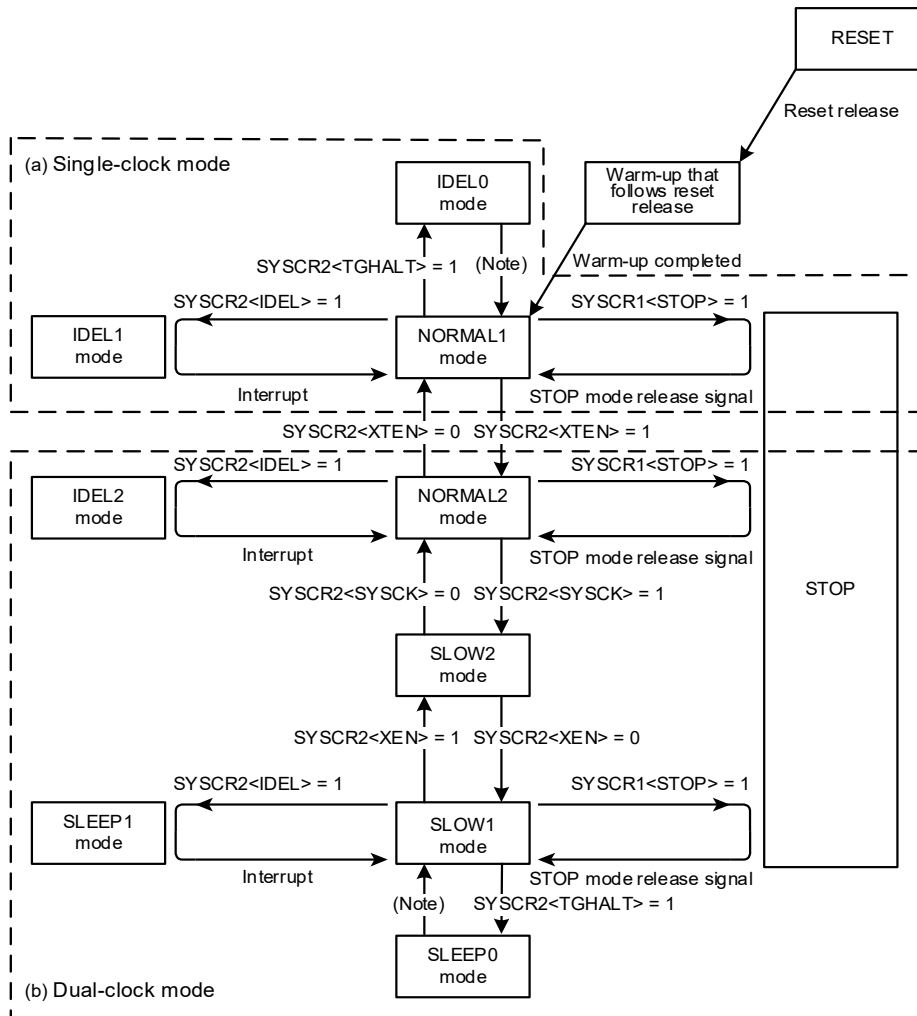 RESET
Reset release
(a) Single-clock mode
IDEL0
mode
Warm-up that
follows reset
release
SYSCR2<TGHALT> = 1
(Note)
Warm-up completed
SYSCR2<IDEL> = 1
SYSCR1<STOP> = 1
IDEL1
mode
NORMAL1
mode
Interrupt
STOP mode release signal
SYSCR2<XTEN> = 0
SYSCR2<XTEN> = 1
SYSCR2<IDEL> = 1
SYSCR1<STOP> = 1
IDEL2
mode
NORMAL2
mode
Interrupt
STOP mode release signal
STOP
SYSCR2<SYSCK> = 0
SYSCR2<SYSCK> = 1
SLOW2
mode
SYSCR2<XEN> = 1
SYSCR2<XEN> = 0
SYSCR2<IDEL> = 1
SYSCR1<STOP> = 1
SLEEP1
mode
SLOW1
mode
Interrupt
STOP mode release signal
(Note)
SYSCR2<TGHALT> = 1
SLEEP0
mode
(b) Dual-clock mode